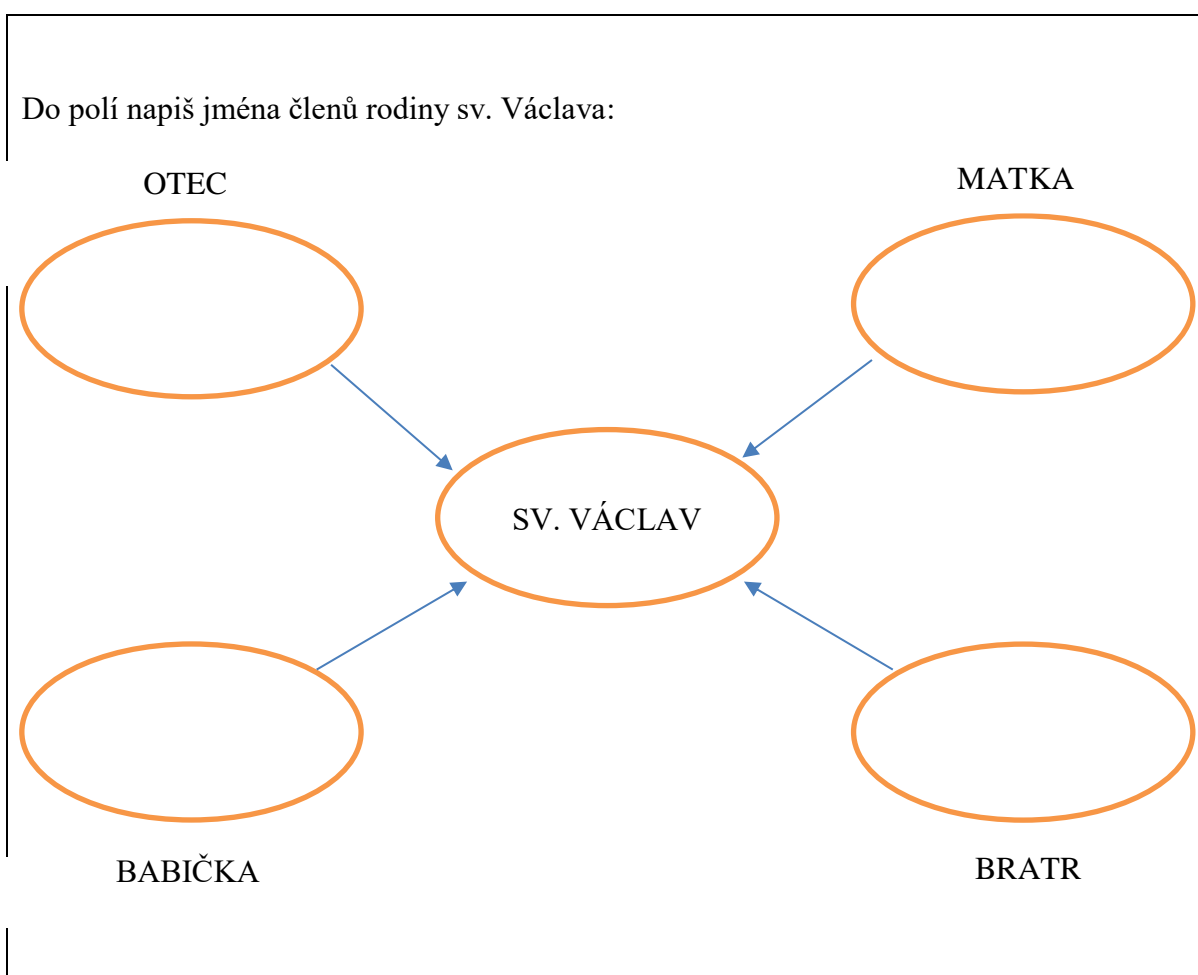 Do polí napiš jména členů rodiny sv. Václava:
OTEC
MATKA
SV. VÁCLAV
BABIČKA
BRATR